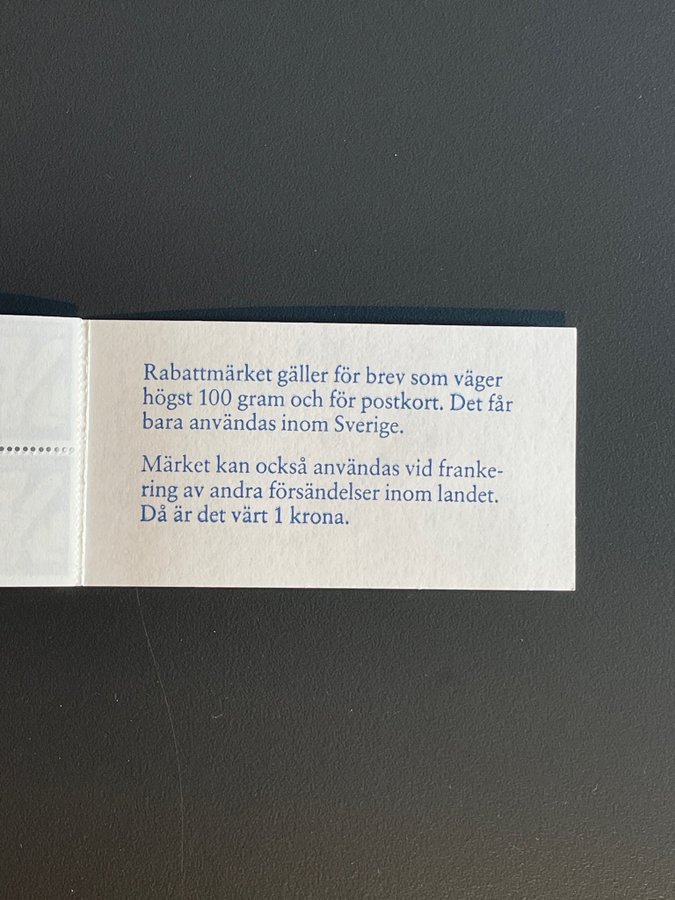 Rabattmärket gäller för brev som väger
högst 100 gram och för postkort. Det får
bara användas inom Sverige.
Märket kan också användas vid franke-
ring av andra försändelser inom landet.
Då är det värt 1 krona.